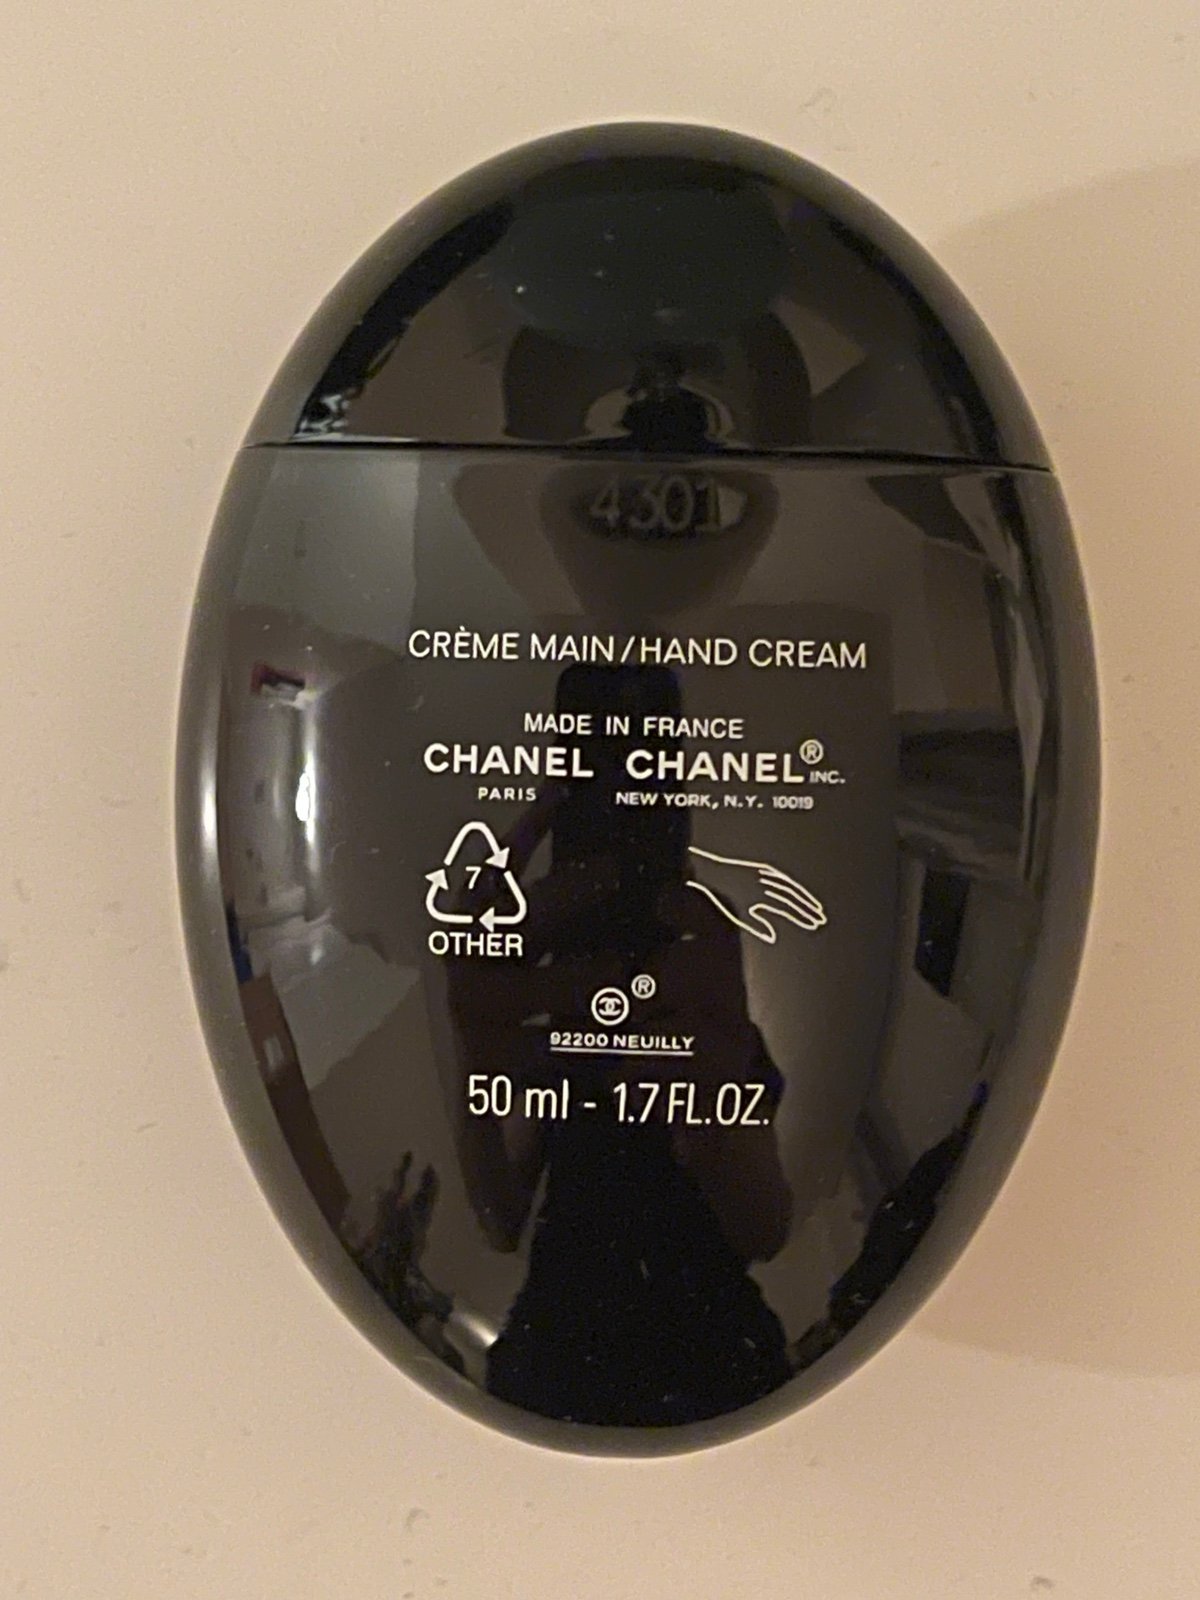 4301
CRÈME MAIN/HAND CREAM
MADE IN FRANCE
CHANEL CHANEL® INC.
PARIS NEW YORK, N.Y. 10019
7
OTHER
®
92200 NEUILLY
50 ml - 1.7 FL.OZ.